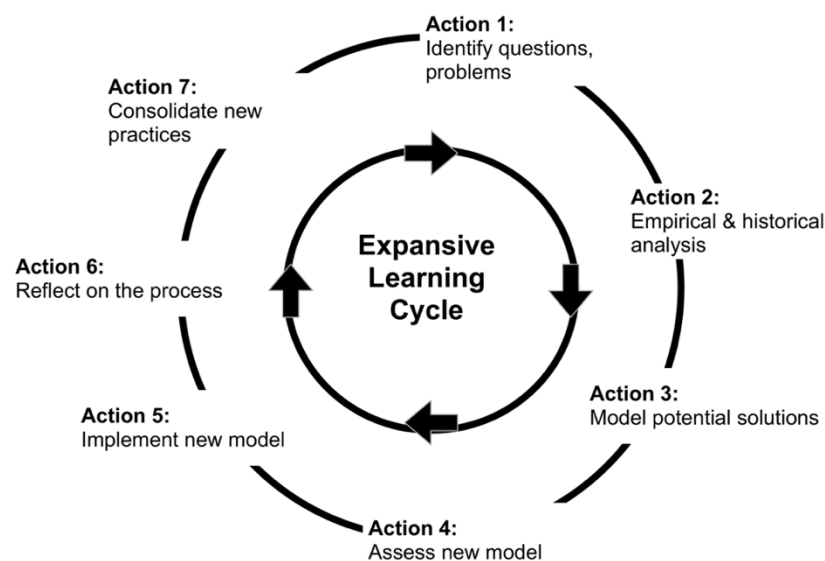 Action 1:
Identify questions,
problems
Action 2:
Empirical & historical
analysis
Action 3:
Model potential solutions
Action 4:
Assess new model
Action 5:
Implement new model
Action 6:
Reflect on the process
Action 7:
Consolidate new
practices
Expansive
Learning
Cycle